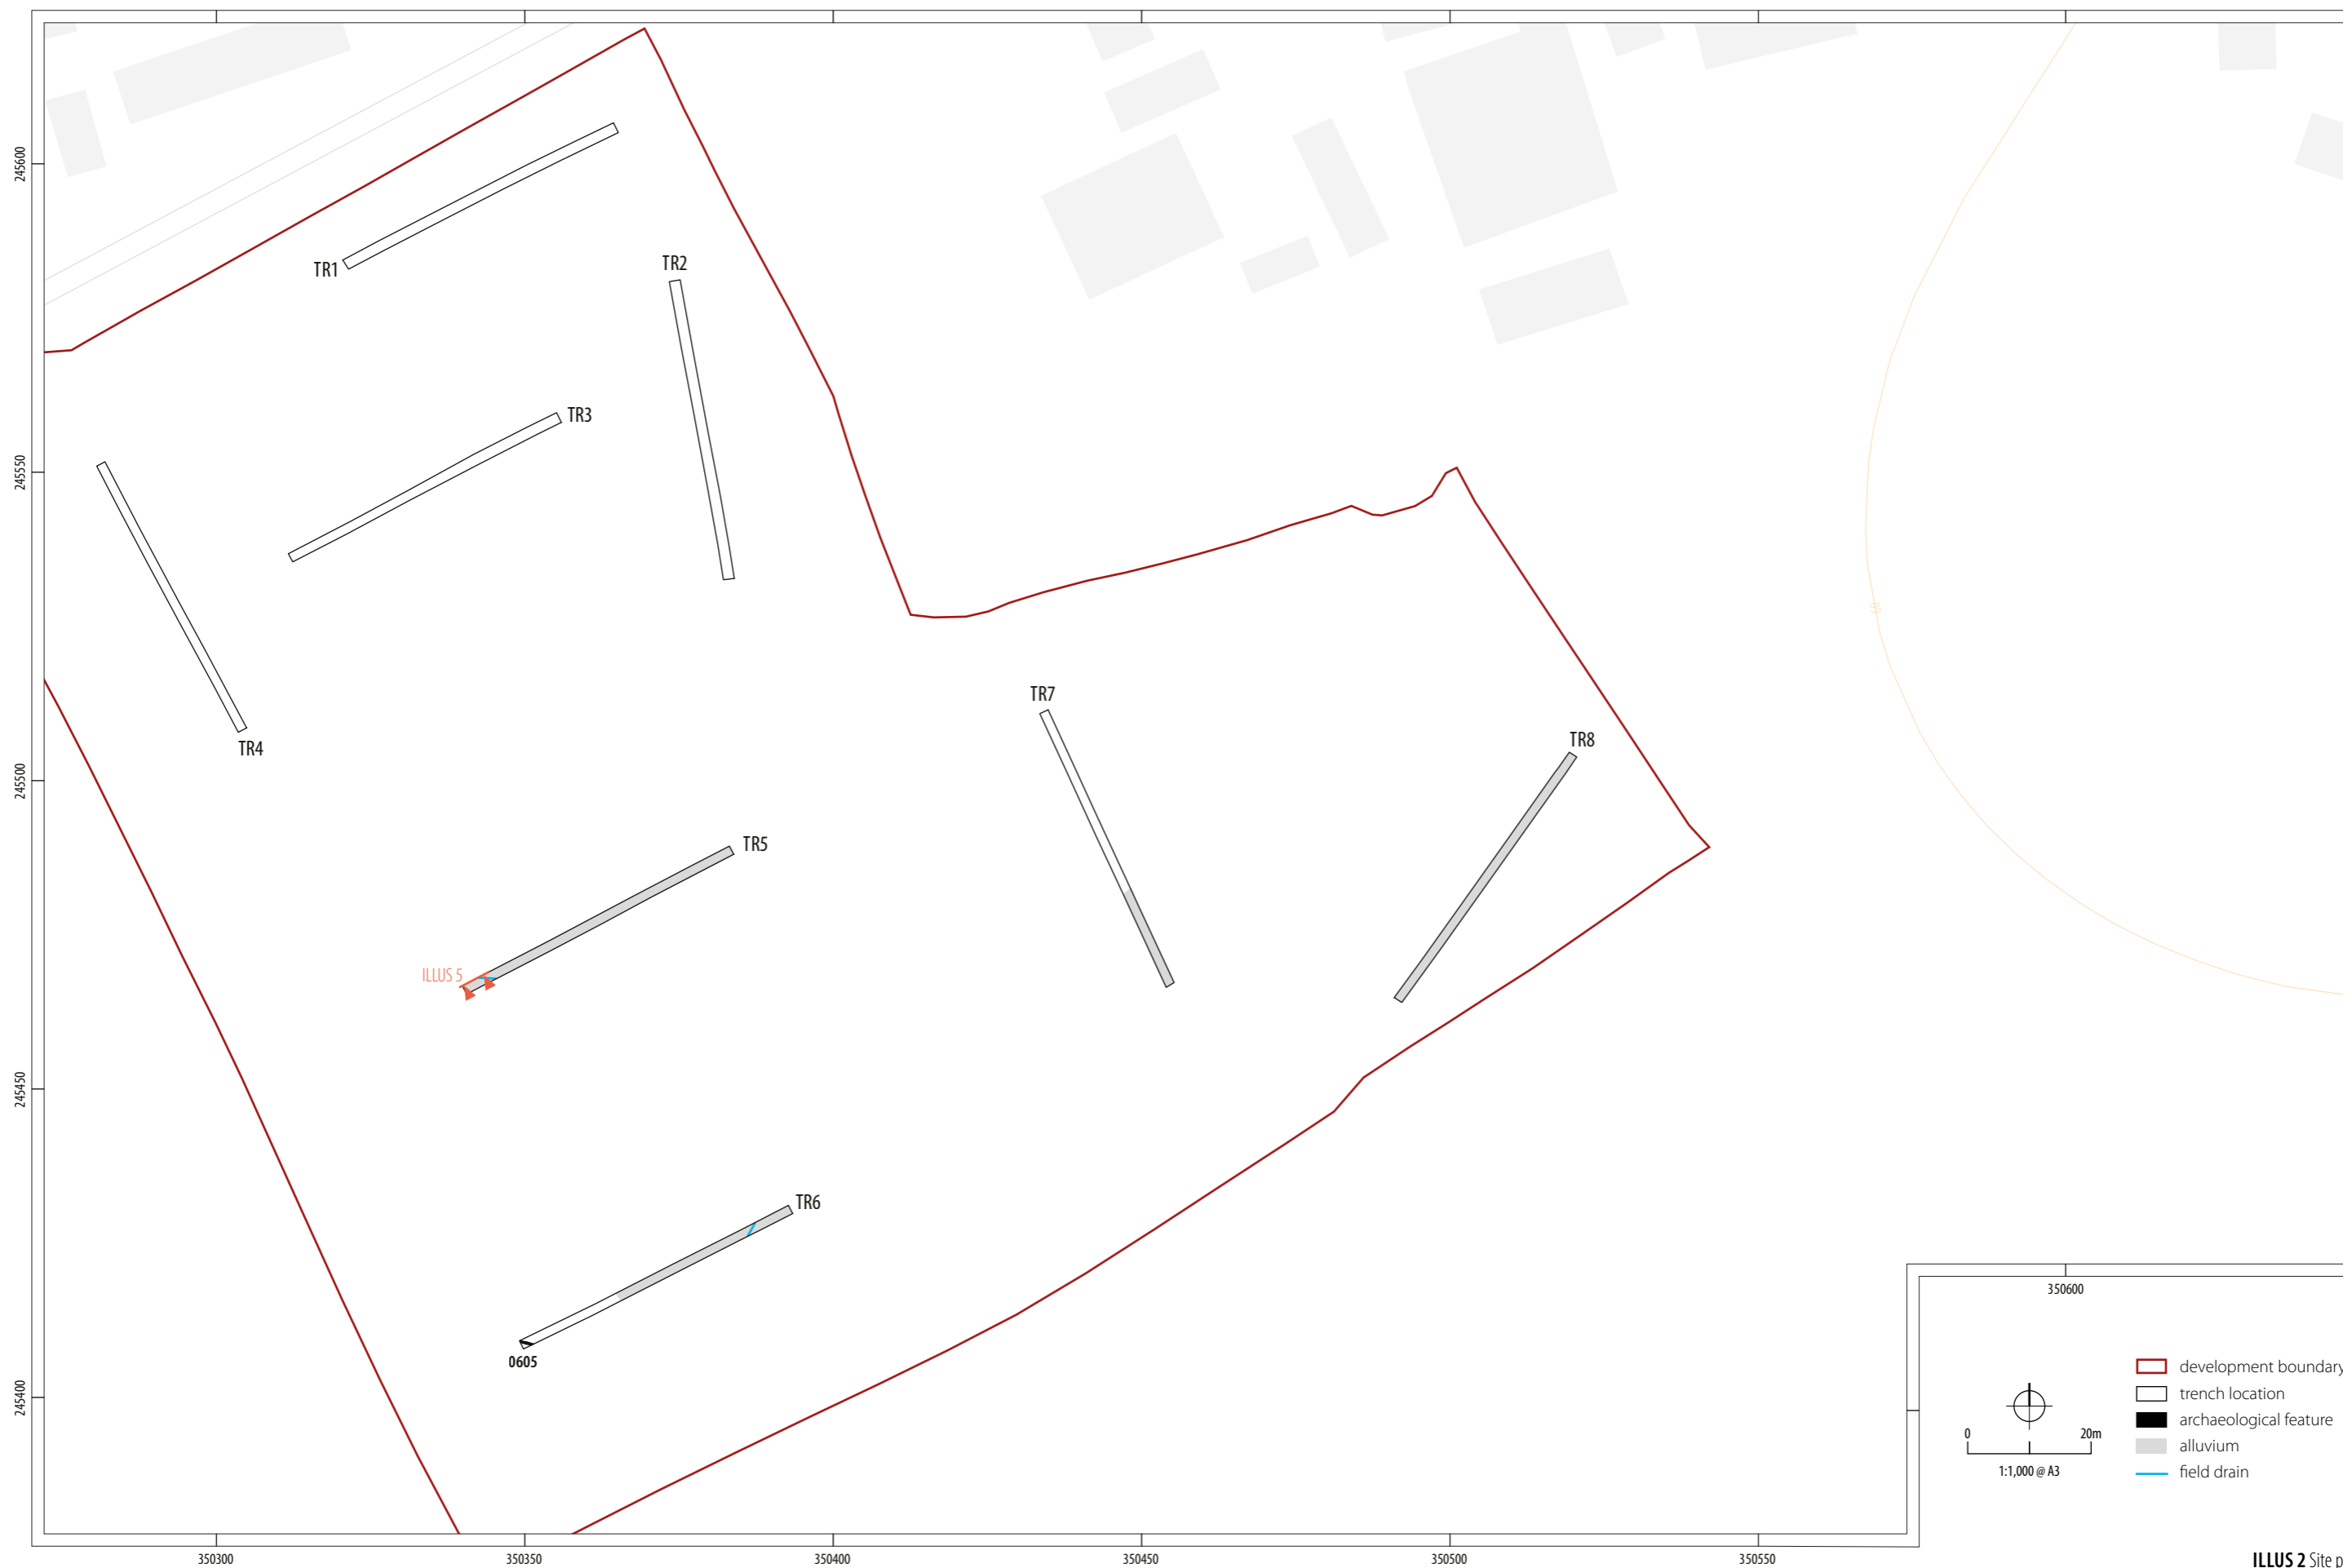 245600
245550
245500
245450
245400
TR1
TR2
TR3
TR4
TR7
TR8
TR5
ILLUS 5
TR6
0605
350600
0 20m
1:1,000 @ A3
development boundary
trench location
archaeological feature
alluvium
field drain
350300 350350 350400 350450 350500 350550
ILLUS 2 Site p